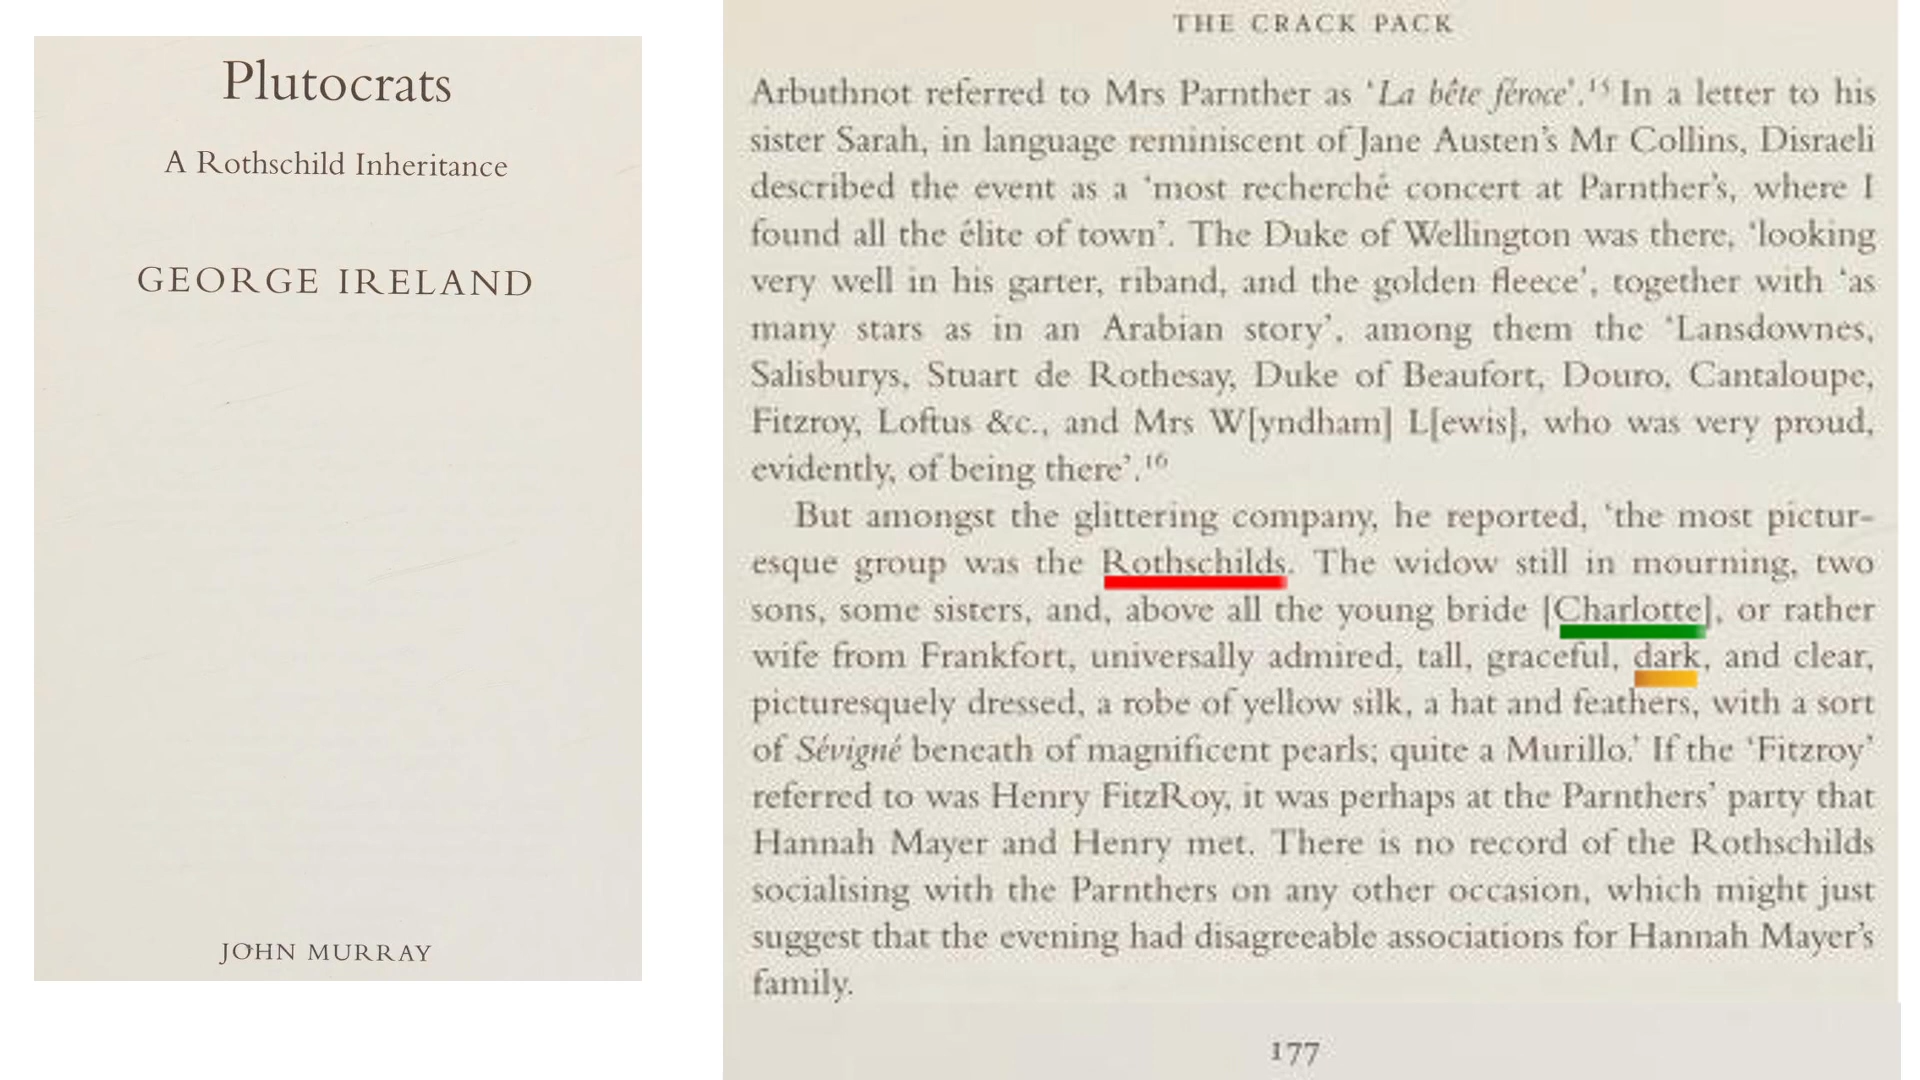 Plutocrats
A Rothschild Inheritance
GEORGE IRELAND
JOHN MURRAY
THE CRACK PACK
Arbuthnot referred to Mrs Parnther as ‘La bête féroce’.¹⁵ In a letter to his
sister Sarah, in language reminiscent of Jane Austen’s Mr Collins, Disraeli
described the event as a ‘most recherché concert at Parnther’s, where I
found all the élite of town’. The Duke of Wellington was there, ‘looking
very well in his garter, riband, and the golden fleece’, together with ‘as
many stars as in an Arabian story’, among them the ‘Lansdownes,
Salisburys, Stuart de Rothesay, Duke of Beaufort, Douro, Cantaloupe,
Fitzroy, Loftus &c., and Mrs W[yndham] L[ewis], who was very proud,
evidently, of being there’.¹⁶
But amongst the glittering company, he reported, ‘the most pictur-
esque group was the Rothschilds. The widow still in mourning, two
sons, some sisters, and, above all the young bride [Charlotte], or rather
wife from Frankfort, universally admired, tall, graceful, dark, and clear,
picturesquely dressed, a robe of yellow silk, a hat and feathers, with a sort
of Sévigné beneath of magnificent pearls; quite a Murillo.’ If the ‘Fitzroy’
referred to was Henry FitzRoy, it was perhaps at the Parnthers’ party that
Hannah Mayer and Henry met. There is no record of the Rothschilds
socialising with the Parnthers on any other occasion, which might just
suggest that the evening had disagreeable associations for Hannah Mayer’s
family.
177